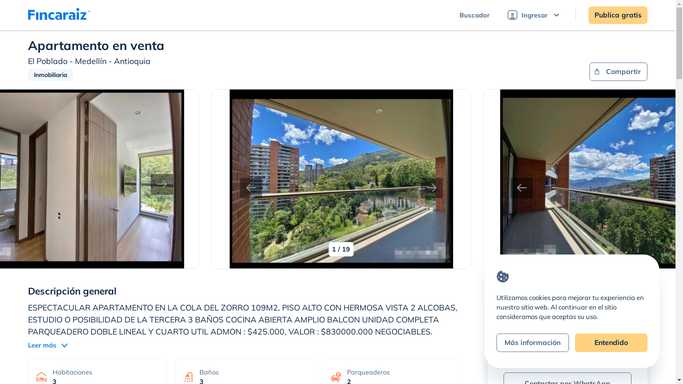 Fincaraiz
Buscador
Ingresar
Publica gratis
Apartamento en venta
El Poblado - Medellín - Antioquia
Inmobiliaria
Compartir
1 / 19
Descripción general
ESPECTACULAR APARTAMENTO EN LA COLA DEL ZORRO 109M2, PISO ALTO CON HERMOSA VISTA 2 ALCOBAS,
ESTUDIO O POSIBILIDAD DE LA TERCERA 3 BAÑOS COCINA ABIERTA AMPLIO BALCON UNIDAD COMPLETA
PARQUEADERO DOBLE LINEAL Y CUARTO UTIL ADMON : $425.000, VALOR : $830000.000 NEGOCIABLES.
Leer más
Habitaciones
3
Baños
3
Parqueaderos
2
Utilizamos cookies para mejorar tu experiencia en
nuestro sitio web. Al continuar en el sitio
consideramos que aceptas su uso.
Más información
Entendido
Contactar por WhatsApp